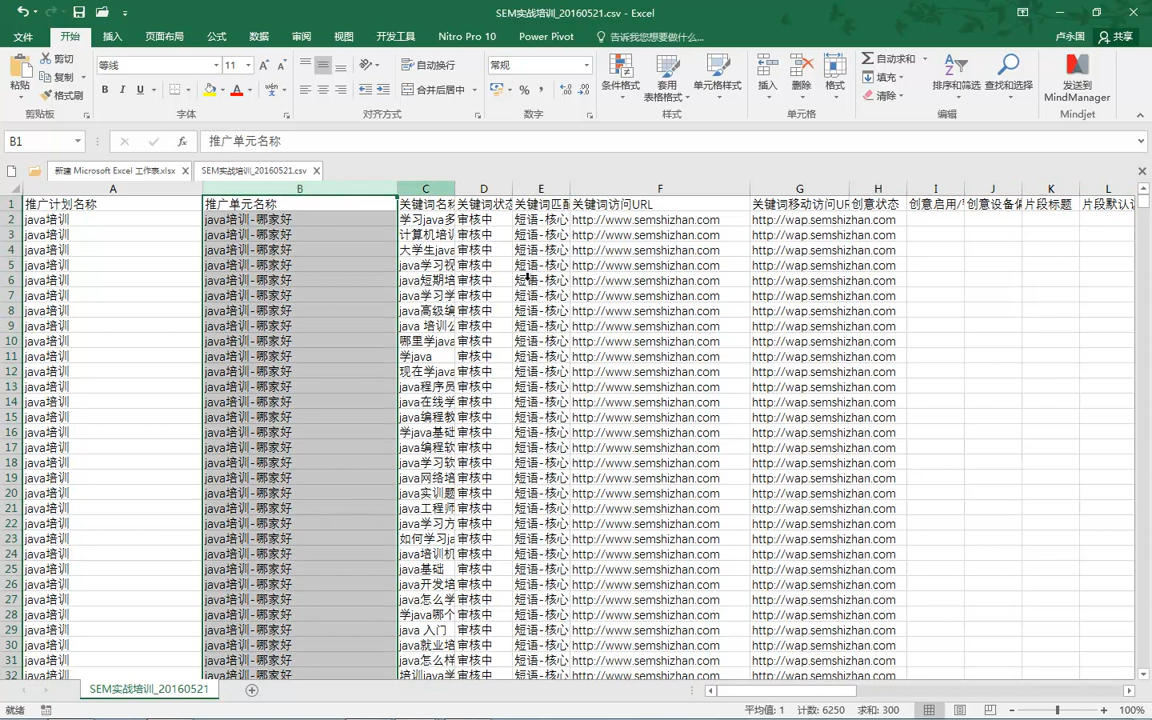 SEM实战培训_20160521.csv - Excel
文件 开始 插入 页面布局 公式 数据 审阅 视图 开发工具 Nitro Pro 10 Power Pivot 告诉我您想要做什么... 卢永国 共享
粘贴 剪切 复制 格式刷 剪贴板
等线 11 字体
自动换行 合并后居中 对齐方式
常规 数字
条件格式 套用表格格式 单元格样式 样式
插入 删除 格式 单元格
自动求和 填充 清除 排序和筛选 查找和选择 编辑
发送到 MindManager Mindjet
B1 推广单元名称
新建 Microsoft Excel 工作表.xlsx SEM实战培训_20160521.csv
A B C D E F G H I J K L
1 推广计划名称 推广单元名称 关键词名称 关键词状态 关键词匹配 关键词访问URL 关键词移动访问UR 创意状态 创意启用/ 创意设备偏 片段标题 片段默认
2 java培训 java培训-哪家好 学习java多 审核中 短语-核心 http://www.semshizhan.com http://wap.semshizhan.com
3 java培训 java培训-哪家好 计算机培训 审核中 短语-核心 http://www.semshizhan.com http://wap.semshizhan.com
4 java培训 java培训-哪家好 大学生java 审核中 短语-核心 http://www.semshizhan.com http://wap.semshizhan.com
5 java培训 java培训-哪家好 java学习视 审核中 短语-核心 http://www.semshizhan.com http://wap.semshizhan.com
6 java培训 java培训-哪家好 java短期培 审核中 短语-核心 http://www.semshizhan.com http://wap.semshizhan.com
7 java培训 java培训-哪家好 java学习学 审核中 短语-核心 http://www.semshizhan.com http://wap.semshizhan.com
8 java培训 java培训-哪家好 java高级编 审核中 短语-核心 http://www.semshizhan.com http://wap.semshizhan.com
9 java培训 java培训-哪家好 java 培训公 审核中 短语-核心 http://www.semshizhan.com http://wap.semshizhan.com
10 java培训 java培训-哪家好 哪里学java 审核中 短语-核心 http://www.semshizhan.com http://wap.semshizhan.com
11 java培训 java培训-哪家好 学java 审核中 短语-核心 http://www.semshizhan.com http://wap.semshizhan.com
12 java培训 java培训-哪家好 现在学java 审核中 短语-核心 http://www.semshizhan.com http://wap.semshizhan.com
13 java培训 java培训-哪家好 java程序员 审核中 短语-核心 http://www.semshizhan.com http://wap.semshizhan.com
14 java培训 java培训-哪家好 java在线学 审核中 短语-核心 http://www.semshizhan.com http://wap.semshizhan.com
15 java培训 java培训-哪家好 java编程教 审核中 短语-核心 http://www.semshizhan.com http://wap.semshizhan.com
16 java培训 java培训-哪家好 学java基础 审核中 短语-核心 http://www.semshizhan.com http://wap.semshizhan.com
17 java培训 java培训-哪家好 java编程软 审核中 短语-核心 http://www.semshizhan.com http://wap.semshizhan.com
18 java培训 java培训-哪家好 java学习软 审核中 短语-核心 http://www.semshizhan.com http://wap.semshizhan.com
19 java培训 java培训-哪家好 java网络培 审核中 短语-核心 http://www.semshizhan.com http://wap.semshizhan.com
20 java培训 java培训-哪家好 java实训题 审核中 短语-核心 http://www.semshizhan.com http://wap.semshizhan.com
21 java培训 java培训-哪家好 java工程师 审核中 短语-核心 http://www.semshizhan.com http://wap.semshizhan.com
22 java培训 java培训-哪家好 java学习方 审核中 短语-核心 http://www.semshizhan.com http://wap.semshizhan.com
23 java培训 java培训-哪家好 如何学习ja 审核中 短语-核心 http://www.semshizhan.com http://wap.semshizhan.com
24 java培训 java培训-哪家好 java培训机 审核中 短语-核心 http://www.semshizhan.com http://wap.semshizhan.com
25 java培训 java培训-哪家好 java基础 审核中 短语-核心 http://www.semshizhan.com http://wap.semshizhan.com
26 java培训 java培训-哪家好 java开发培 审核中 短语-核心 http://www.semshizhan.com http://wap.semshizhan.com
27 java培训 java培训-哪家好 java怎么学 审核中 短语-核心 http://www.semshizhan.com http://wap.semshizhan.com
28 java培训 java培训-哪家好 学java哪个 审核中 短语-核心 http://www.semshizhan.com http://wap.semshizhan.com
29 java培训 java培训-哪家好 java 入门 审核中 短语-核心 http://www.semshizhan.com http://wap.semshizhan.com
30 java培训 java培训-哪家好 java就业培 审核中 短语-核心 http://www.semshizhan.com http://wap.semshizhan.com
31 java培训 java培训-哪家好 java怎么样 审核中 短语-核心 http://www.semshizhan.com http://wap.semshizhan.com
32 java培训 java培训-哪家好 培训java学 审核中 短语-核心 http://www.semshizhan.com http://wap.semshizhan.com
SEM实战培训_20160521
就绪 平均值: 1 计数: 6250 求和: 300 100%